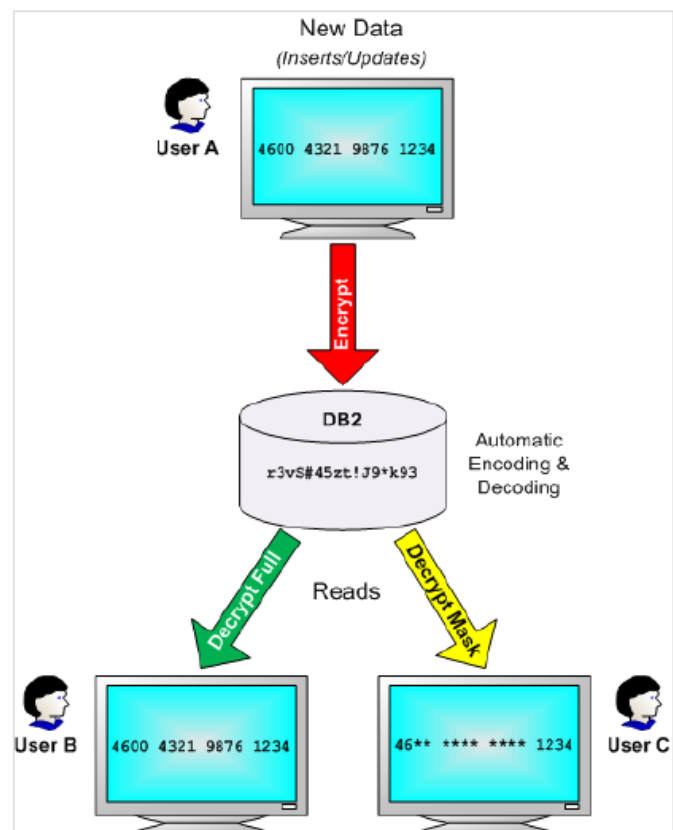 New Data
(Inserts/Updates)
User A
4600 4321 9876 1234
Encrypt
DB2
r3vS#45zt!J9*k93
Automatic
Encoding &
Decoding
Decrypt Full
Reads
Decrypt Mask
User B
4600 4321 9876 1234
46** **** **** 1234
User C